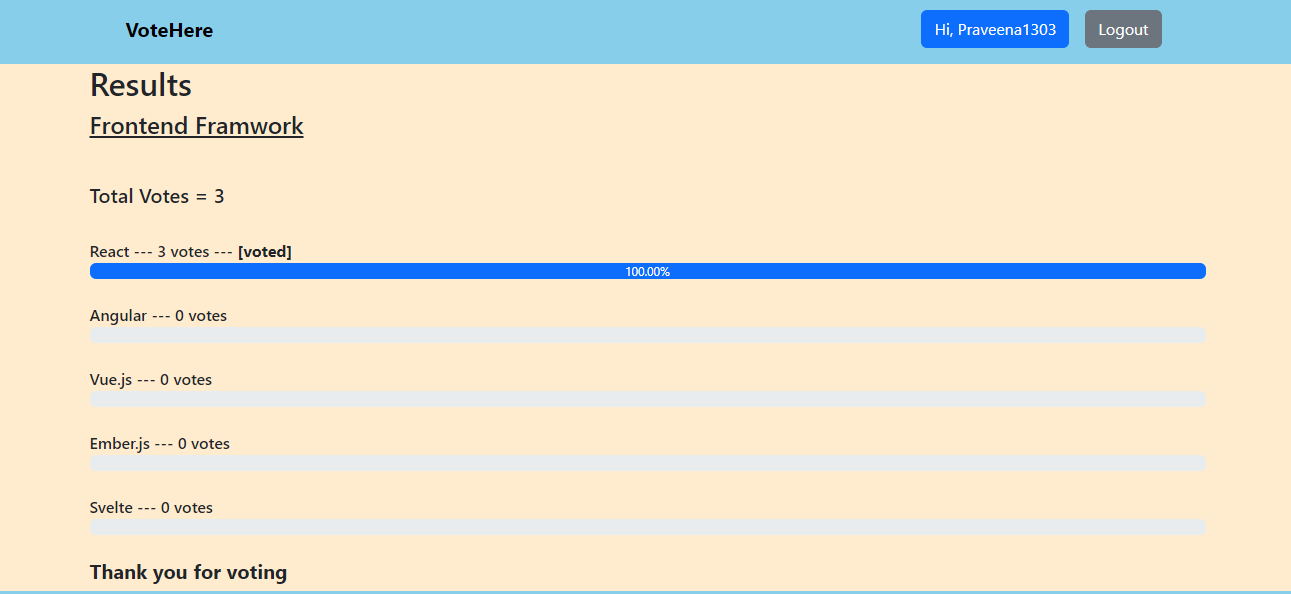 VoteHere
Hi, Praveena1303
Logout
Results
Frontend Framwork
Total Votes = 3
React --- 3 votes --- [voted]
100.00%
Angular --- 0 votes
Vue.js --- 0 votes
Ember.js --- 0 votes
Svelte --- 0 votes
Thank you for voting